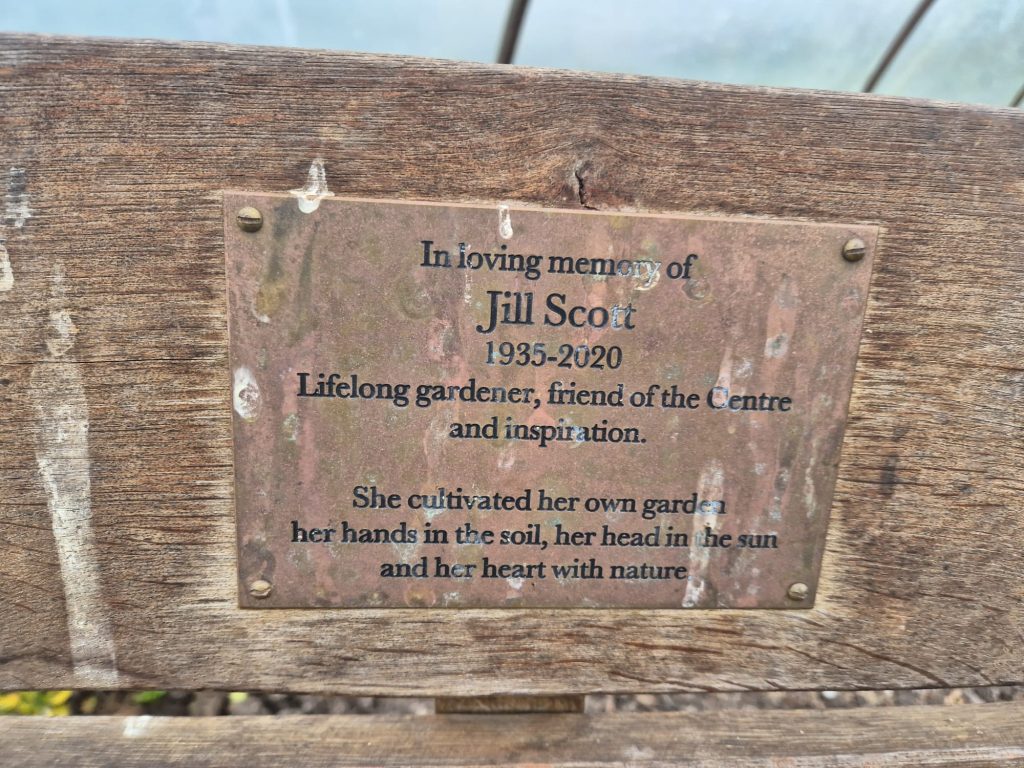 In loving memory of
Jill Scott
1935-2020
Lifelong gardener, friend of the Centre
and inspiration.
She cultivated her own garden
her hands in the soil, her head in the sun
and her heart with nature